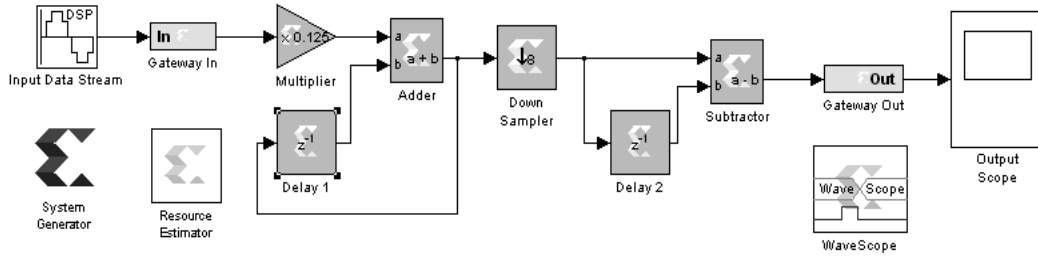 DSP
Input Data Stream
In
Gateway In
× 0.125
Multiplier
a
b
a + b
Adder
z⁻¹
Delay 1
↓8
Down
Sampler
z⁻¹
Delay 2
a
b
a - b
Subtractor
Out
Gateway Out
Output
Scope
System
Generator
Resource
Estimator
Wave Scope
WaveScope